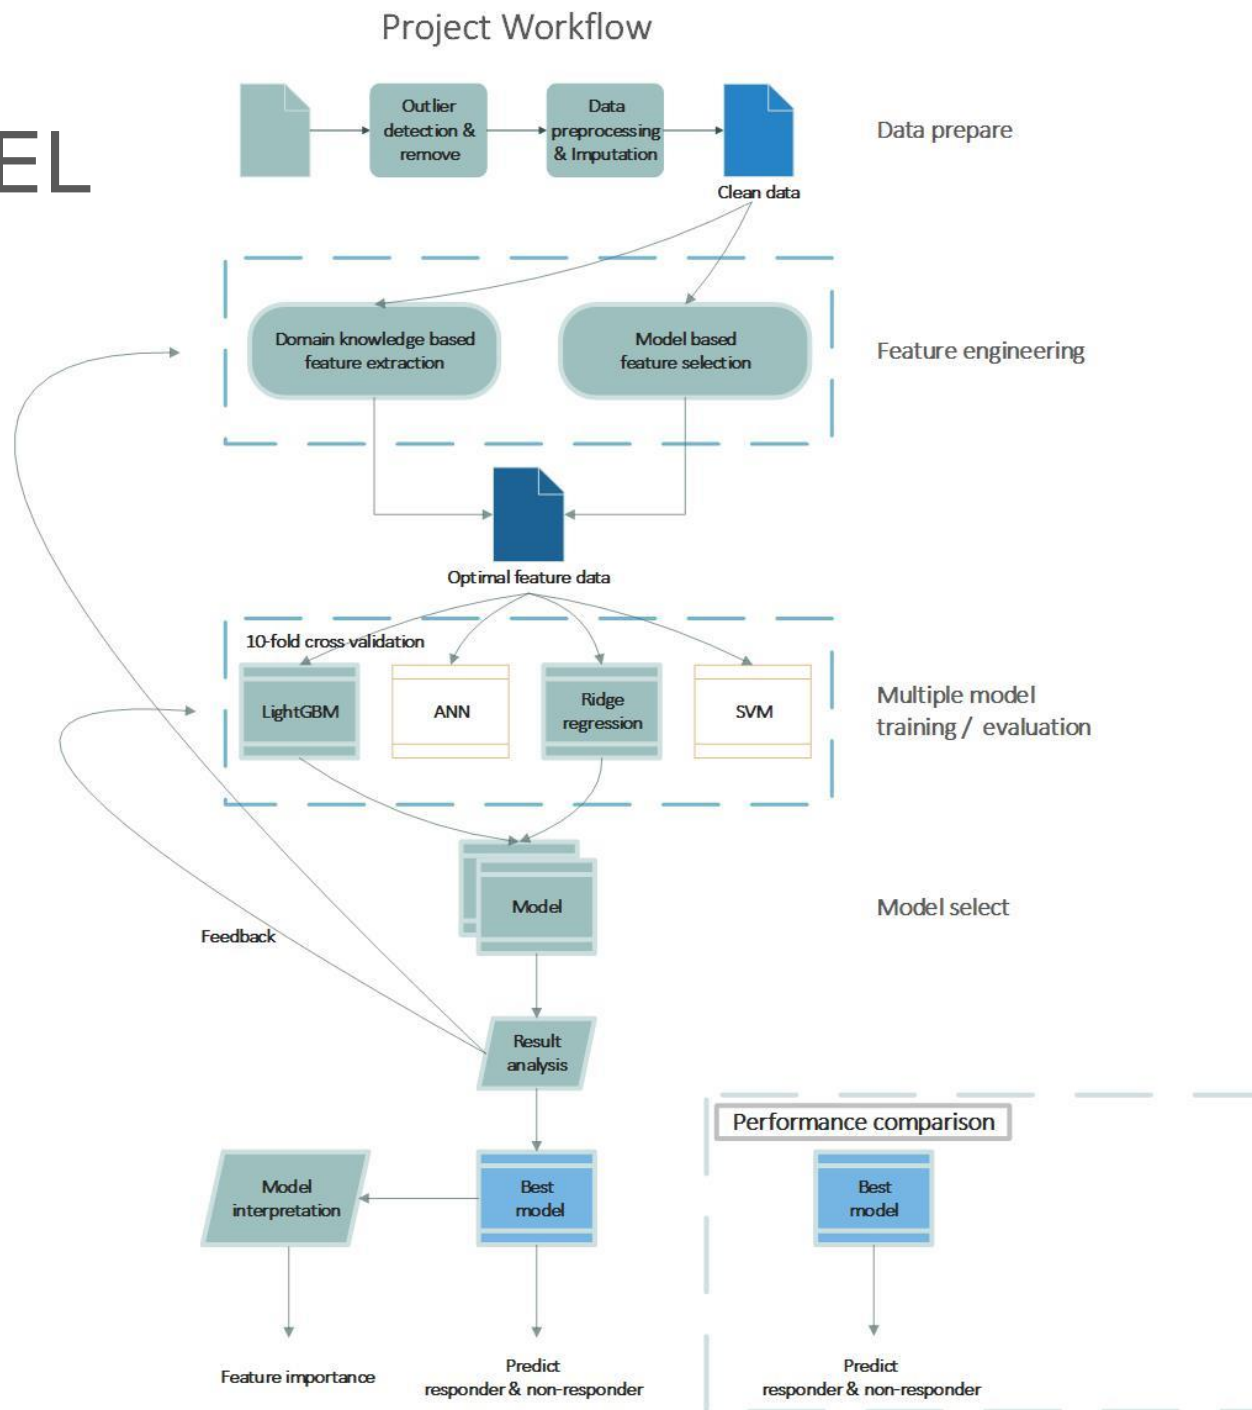 Project Workflow
EL
Outlier
detection &
remove
Data
preprocessing
& Imputation
Clean data
Data prepare
Domain knowledge based
feature extraction
Model based
feature selection
Feature engineering
Optimal feature data
10-fold cross validation
LightGBM
ANN
Ridge
regression
SVM
Multiple model
training / evaluation
Model
Model select
Feedback
Result
analysis
Performance comparison
Model
interpretation
Best
model
Best
model
Feature importance
Predict
responder & non-responder
Predict
responder & non-responder